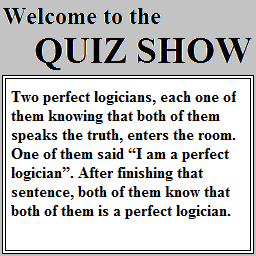 Welcome to the
QUIZ SHOW
Two perfect logicians, each one of
them knowing that both of them
speaks the truth, enters the room.
One of them said “I am a perfect
logician”. After finishing that
sentence, both of them know that
both of them is a perfect logician.